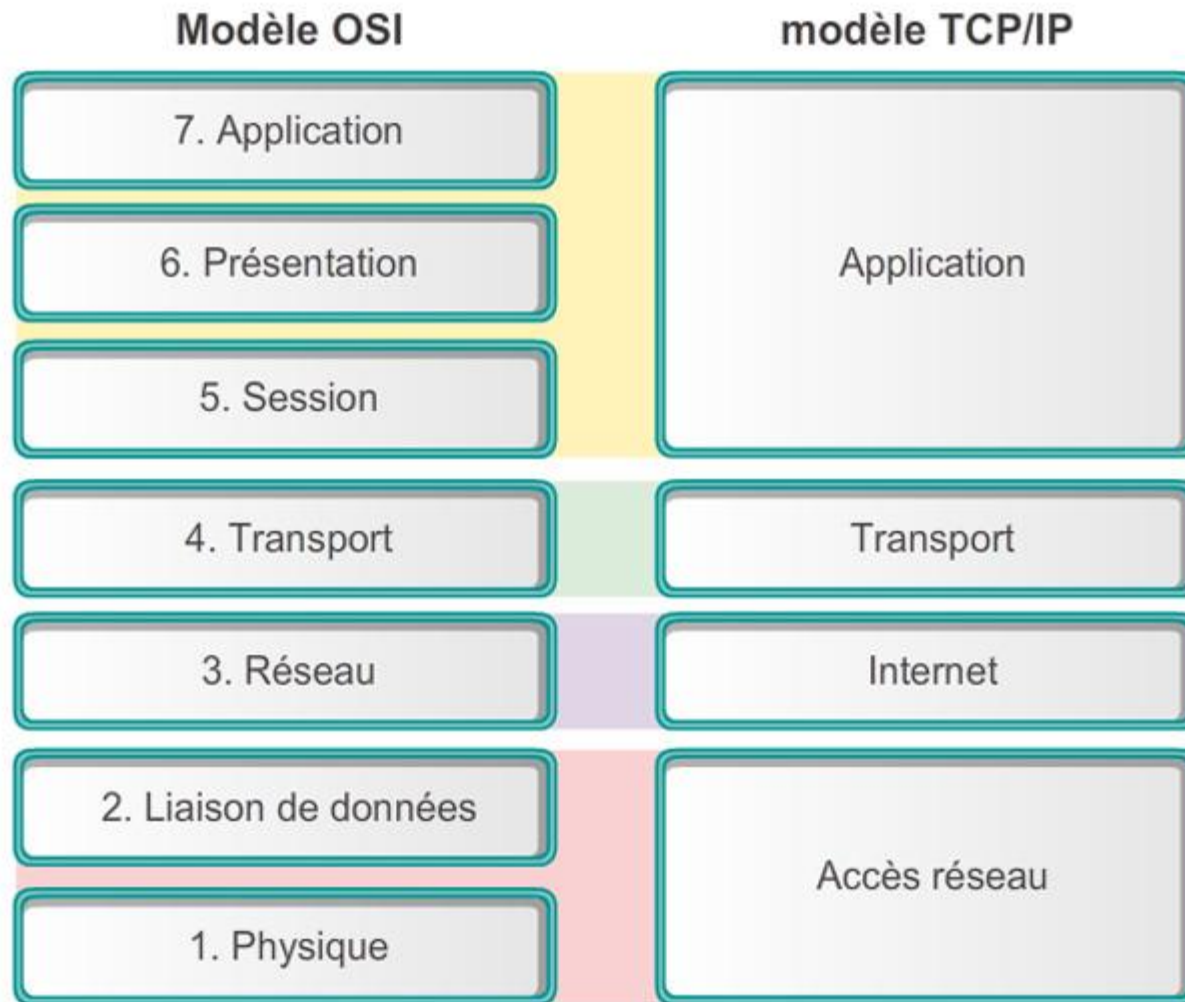 Modèle OSI
modèle TCP/IP
7. Application
6. Présentation
5. Session
4. Transport
3. Réseau
2. Liaison de données
1. Physique
Application
Transport
Internet
Accès réseau